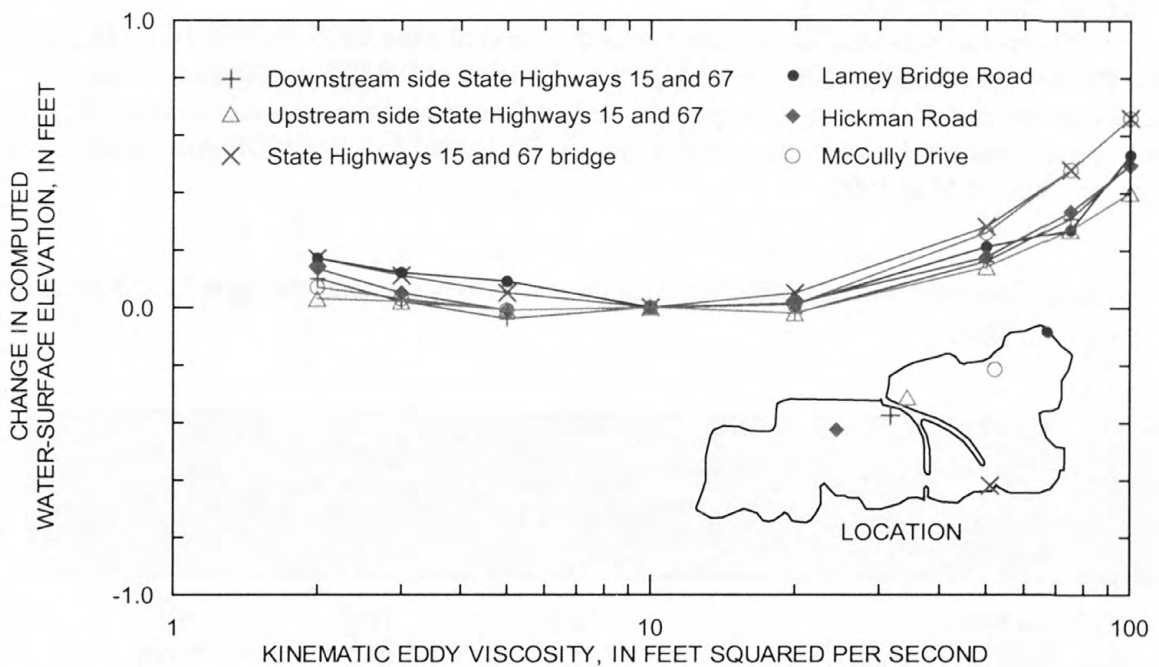 1.0
0.0
-1.0
CHANGE IN COMPUTED
WATER-SURFACE ELEVATION, IN FEET
Downstream side State Highways 15 and 67
Upstream side State Highways 15 and 67
State Highways 15 and 67 bridge
Lamey Bridge Road
Hickman Road
McCully Drive
LOCATION
1
10
100
KINEMATIC EDDY VISCOSITY, IN FEET SQUARED PER SECOND